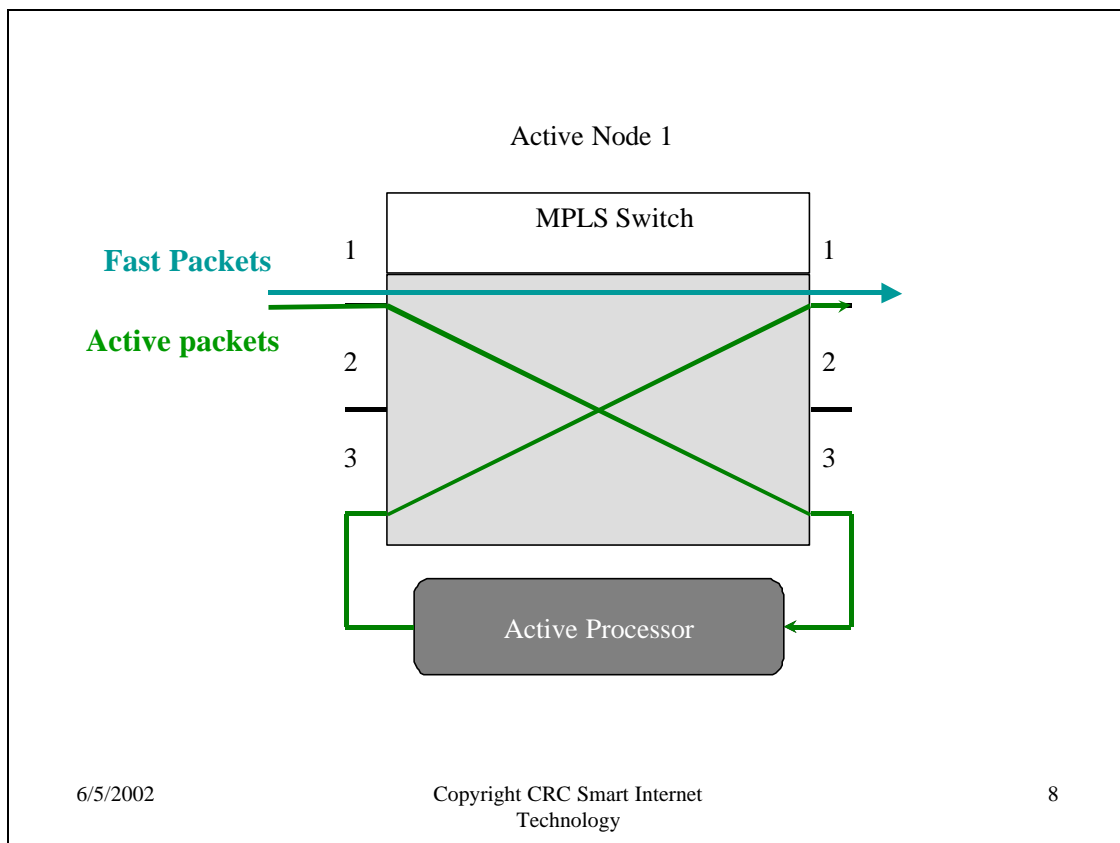 Active Node 1
MPLS Switch
1
1
Fast Packets
Active packets
2
2
3
3
Active Processor
6/5/2002
Copyright CRC Smart Internet
Technology
8